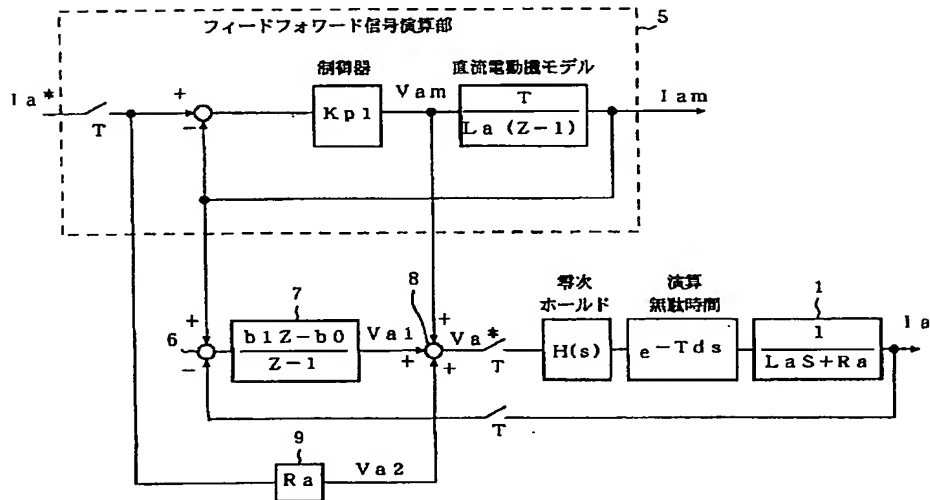 フィードフォワード信号演算部
5
制御器
直流電動機モデル
Ia*
T
+
−
Kp1
Vam
T
La(Z-1)
Iam
8
零次
ホールド
演算
無駄時間
1
7
6
+
−
b1Z-b0
Z-1
Va1
+
+
+
Va*
T
H(s)
e-Tds
1
LaS+Ra
Ia
T
9
Ra
Va2